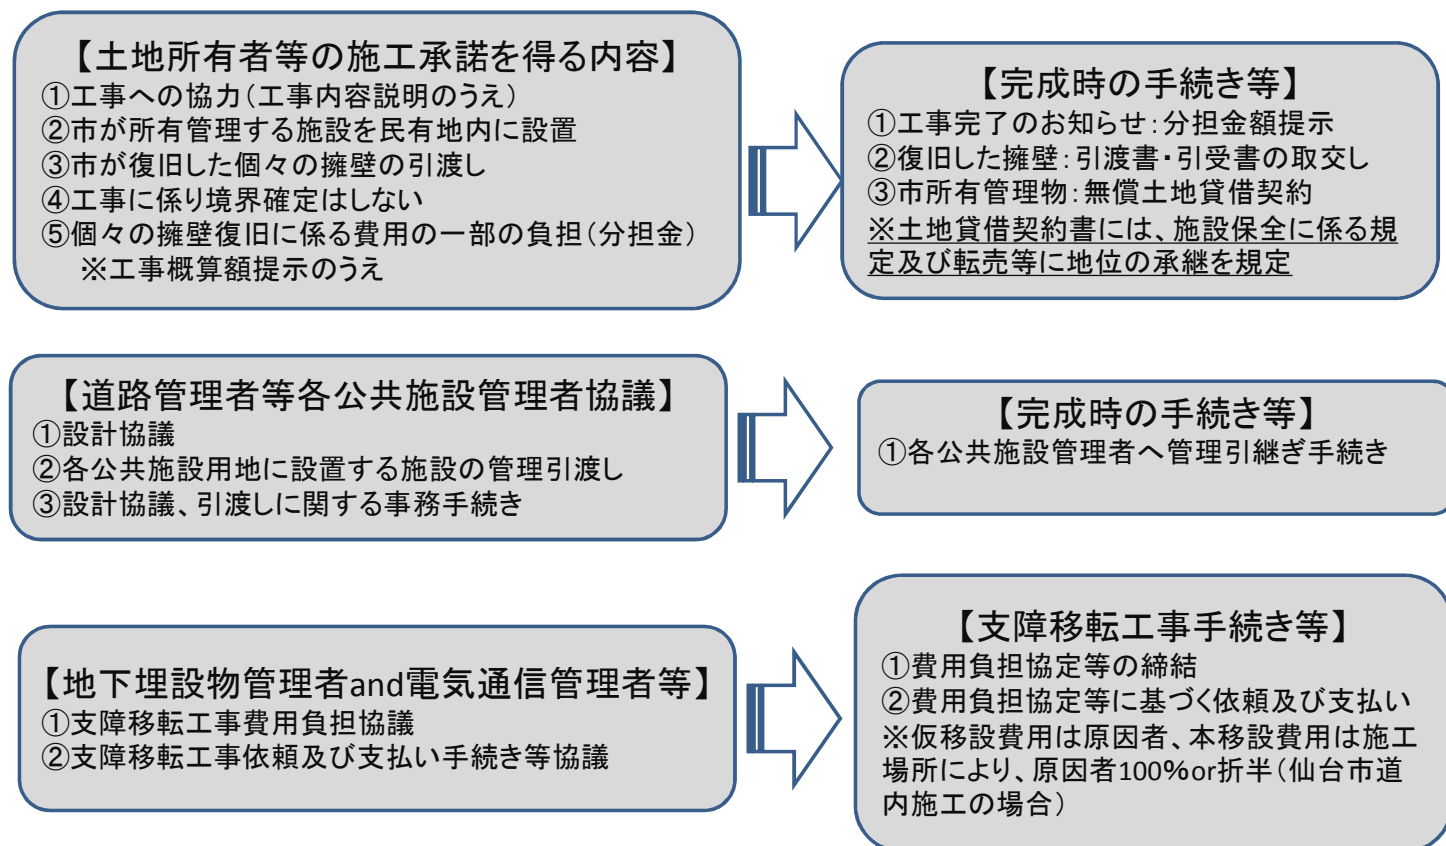 【土地所有者等の施工承諾を得る内容】
①工事への協力（工事内容説明のうえ）
②市が所有管理する施設を民有地内に設置
③市が復旧した個々の擁壁の引渡し
④工事に係り境界確定はしない
⑤個々の擁壁復旧に係る費用の一部の負担（分担金）
※工事概算額提示のうえ
【完成時の手続き等】
①工事完了のお知らせ：分担金額提示
②復旧した擁壁：引渡書・引受書の取交し
③市所有管理物：無償土地貸借契約
※土地貸借契約書には、施設保全に係る規
定及び転売等に地位の承継を規定
【道路管理者等各公共施設管理者協議】
①設計協議
②各公共施設用地に設置する施設の管理引渡し
③設計協議、引渡しに関する事務手続き
【完成時の手続き等】
①各公共施設管理者へ管理引継ぎ手続き
【地下埋設物管理者and電気通信管理者等】
①支障移転工事費用負担協議
②支障移転工事依頼及び支払い手続き等協議
【支障移転工事手続き等】
①費用負担協定等の締結
②費用負担協定等に基づく依頼及び支払い
※仮移設費用は原因者、本移設費用は施工
場所により、原因者100%or折半（仙台市道
内施工の場合）